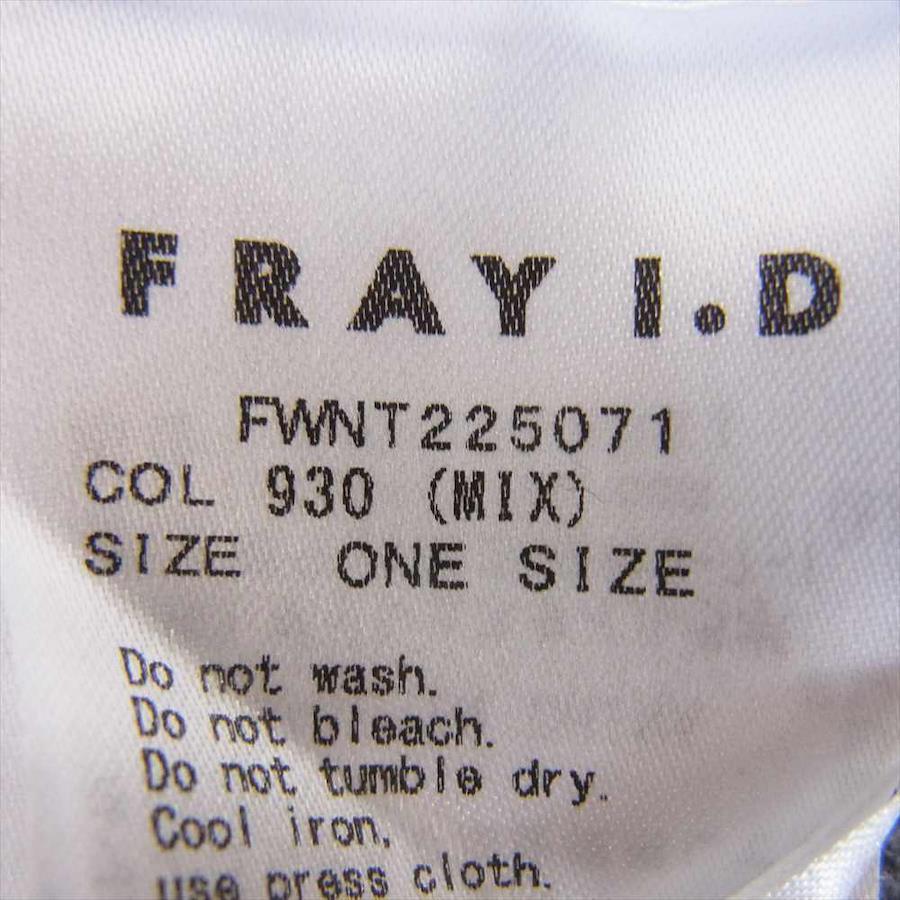 FRAY I.D
FWNT225071
COL 930 (MIX)
SIZE ONE SIZE
Do not wash.
Do not bleach.
Do not tumble dry.
Cool iron.
use press cloth.